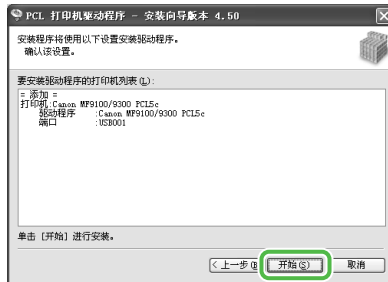 PCL 打印机驱动程序 - 安装向导版本 4.50
安装程序将使用以下设置安装驱动程序。
确认该设置。
要安装驱动程序的打印机列表(L):
= 添加 =
打印机:Canon MF9100/9300 PCL5c
驱动程序 :Canon MF9100/9300 PCL5c
端口 :USB001
单击 [开始] 进行安装。
<上一步(B) 开始(S) 取消